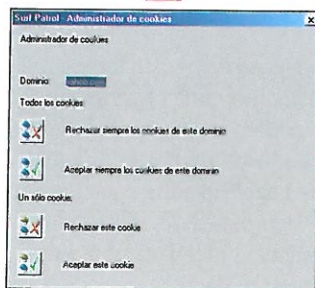 Surf Patrol - Administrador de cookies
Administrador de cookies
Dominio:
Todos los cookies:
Rechazar siempre los cookies de este dominio
Aceptar siempre los cookies de este dominio
Un sólo cookie:
Rechazar este cookie
Aceptar este cookie